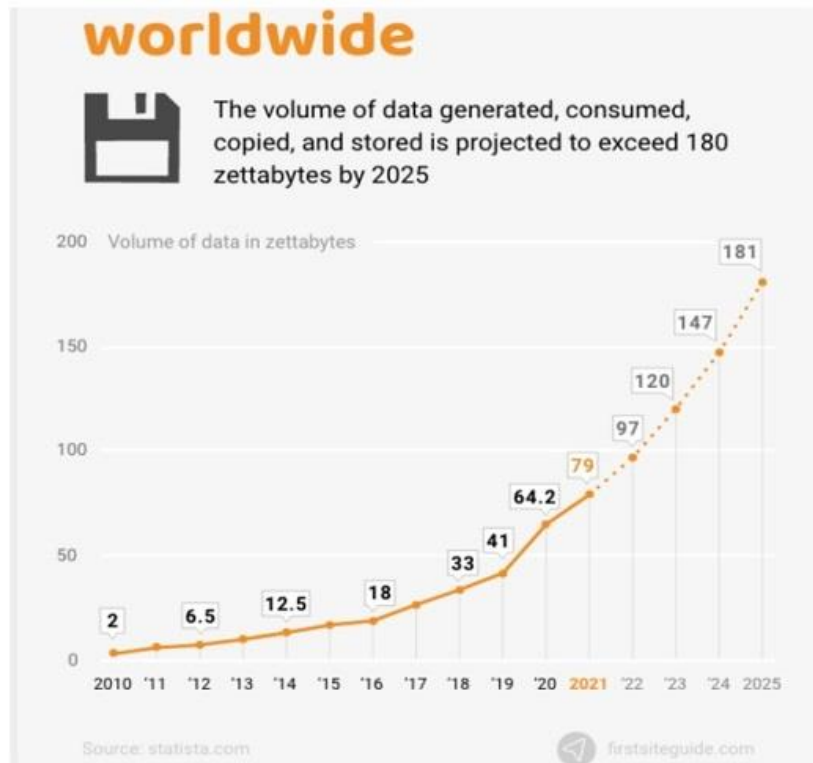 worldwide
The volume of data generated, consumed,
copied, and stored is projected to exceed 180
zettabytes by 2025
200 Volume of data in zettabytes
181
150
147
120
100
97
79
64.2
50
41
33
18
12.5
6.5
2
0
2010 '11 '12 '13 '14 '15 '16 '17 '18 '19 '20 2021 '22 '23 '24 2025
Source: statista.com
firstsiteguide.com